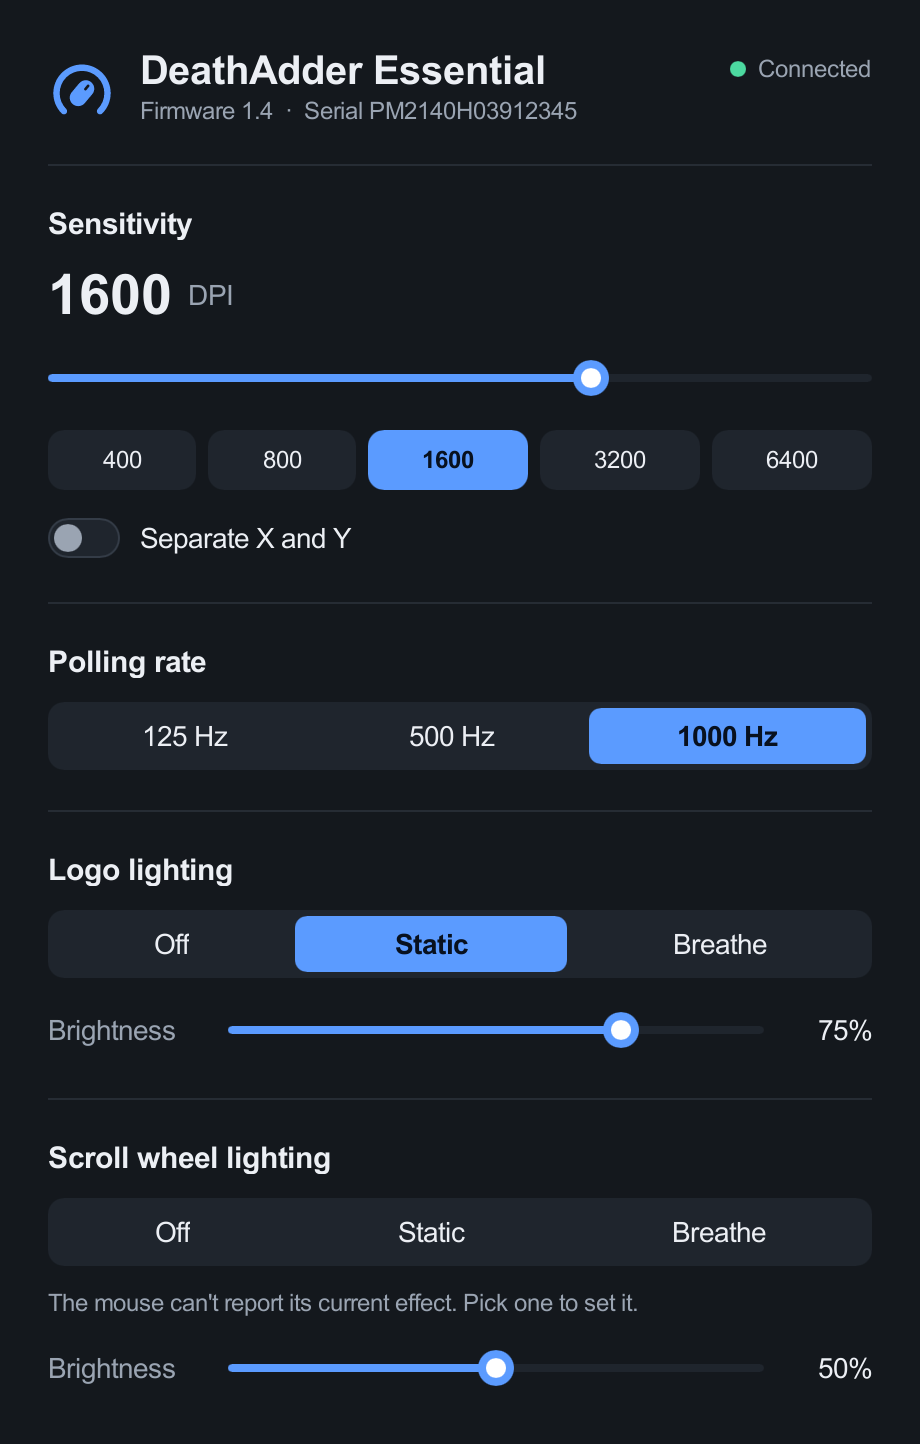 DeathAdder Essential
Connected
Firmware 1.4 · Serial PM2140H03912345
Sensitivity
1600 DPI
400 800 1600 3200 6400
Separate X and Y
Polling rate
125 Hz 500 Hz 1000 Hz
Logo lighting
Off Static Breathe
Brightness 75%
Scroll wheel lighting
Off Static Breathe
The mouse can't report its current effect. Pick one to set it.
Brightness 50%